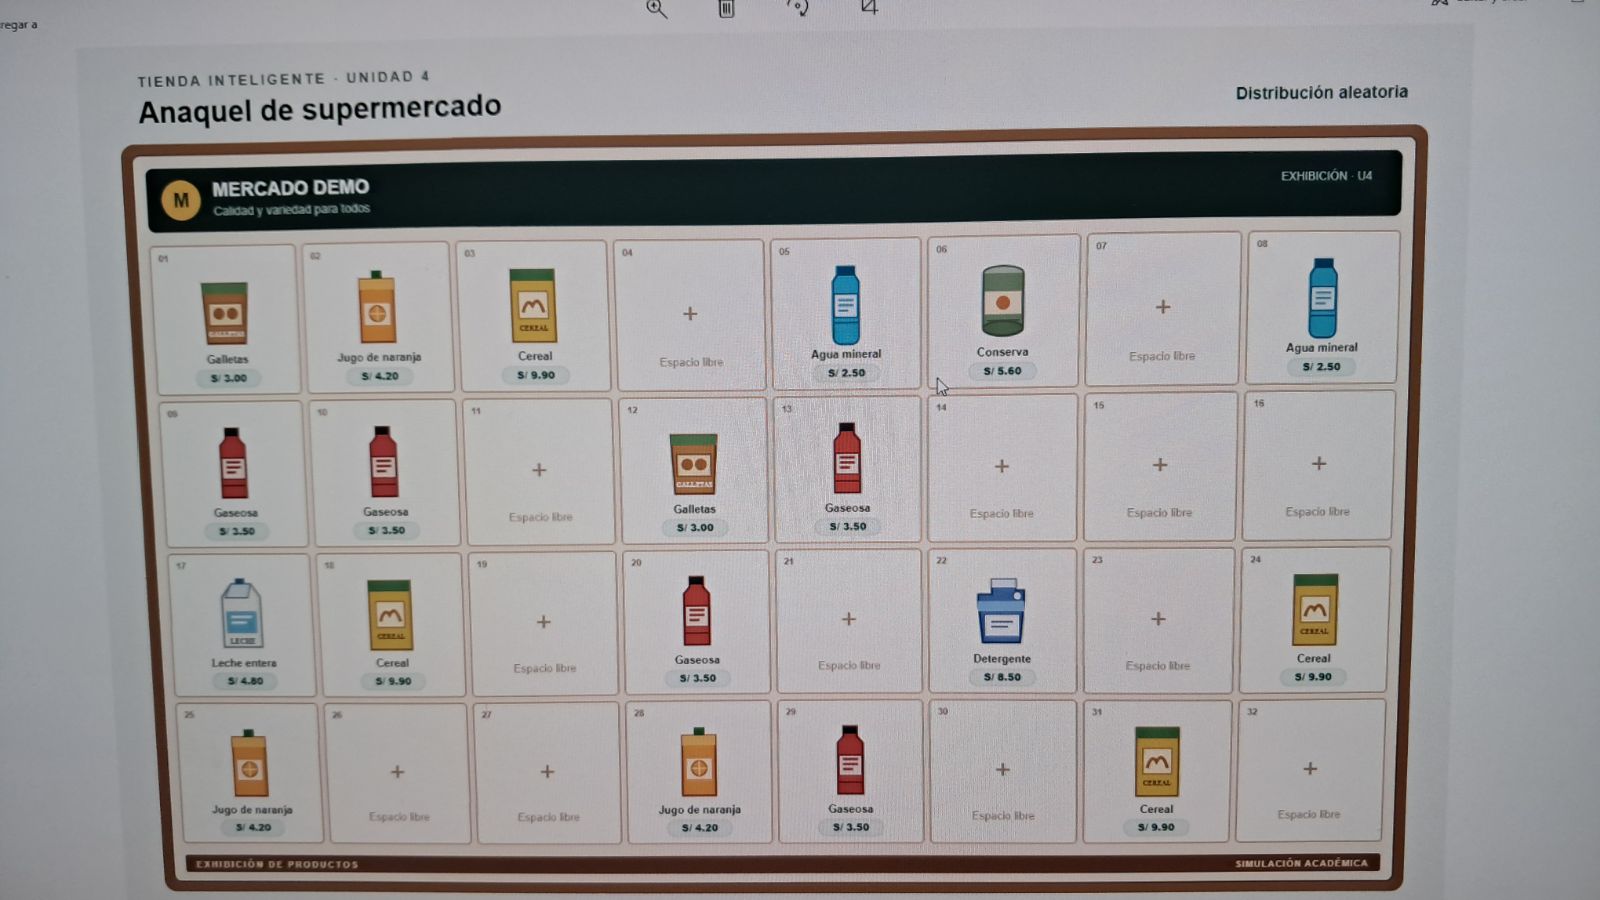 regar a
TIENDA INTELIGENTE · UNIDAD 4
Anaquel de supermercado
Distribución aleatoria
M
MERCADO DEMO
Calidad y variedad para todos
EXHIBICIÓN · U4
01
GALLETAS
Galletas
S/ 3.00
02
Jugo de naranja
S/ 4.20
03
CEREAL
Cereal
S/ 9.90
04
+
Espacio libre
05
Agua mineral
S/ 2.50
06
Conserva
S/ 5.60
07
+
Espacio libre
08
Agua mineral
S/ 2.50
09
Gaseosa
S/ 3.50
10
Gaseosa
S/ 3.50
11
+
Espacio libre
12
GALLETAS
Galletas
S/ 3.00
13
Gaseosa
S/ 3.50
14
+
Espacio libre
15
+
Espacio libre
16
+
Espacio libre
17
LECHE
Leche entera
S/ 4.80
18
CEREAL
Cereal
S/ 9.90
19
+
Espacio libre
20
Gaseosa
S/ 3.50
21
+
Espacio libre
22
Detergente
S/ 8.50
23
+
Espacio libre
24
CEREAL
Cereal
S/ 9.90
25
Jugo de naranja
S/ 4.20
26
+
Espacio libre
27
+
Espacio libre
28
Jugo de naranja
S/ 4.20
29
Gaseosa
S/ 3.50
30
+
Espacio libre
31
CEREAL
Cereal
S/ 9.90
32
+
Espacio libre
EXHIBICIÓN DE PRODUCTOS
SIMULACIÓN ACADÉMICA